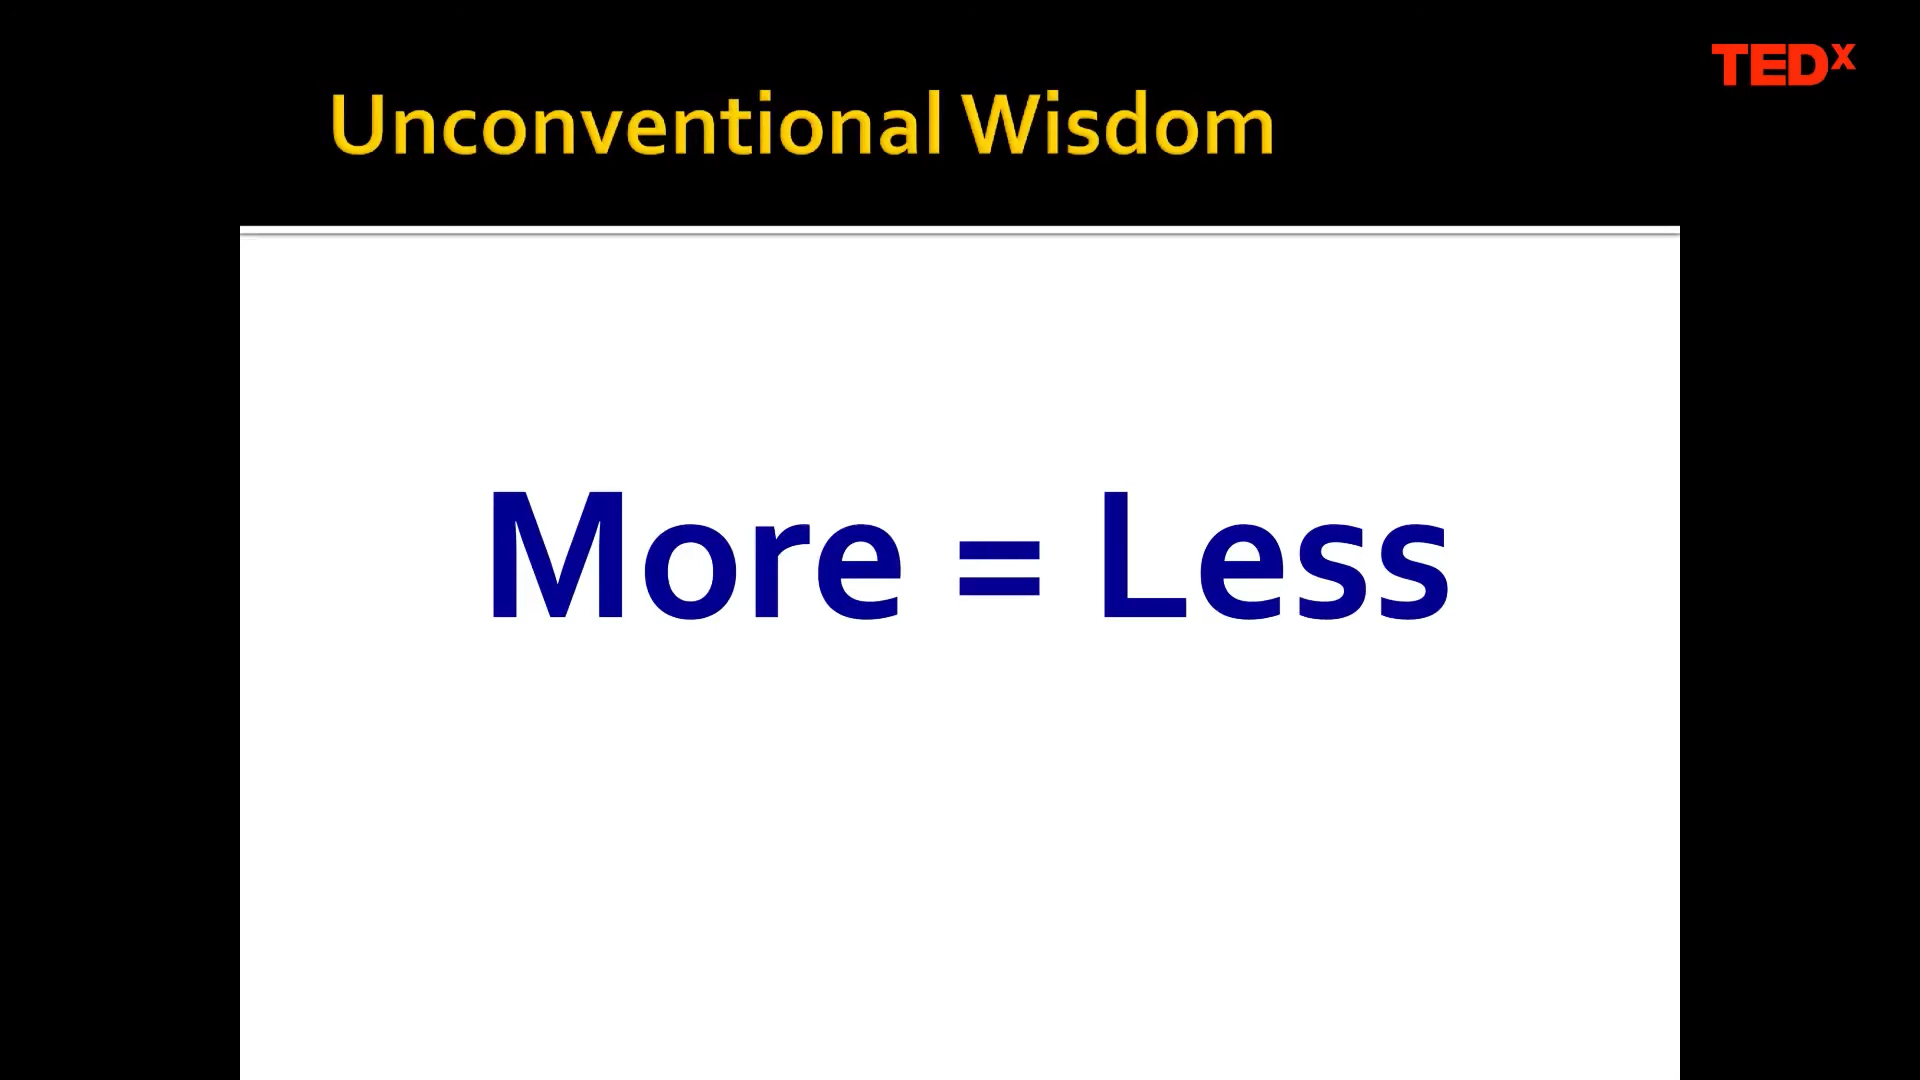 TEDx
Unconventional Wisdom
More = Less